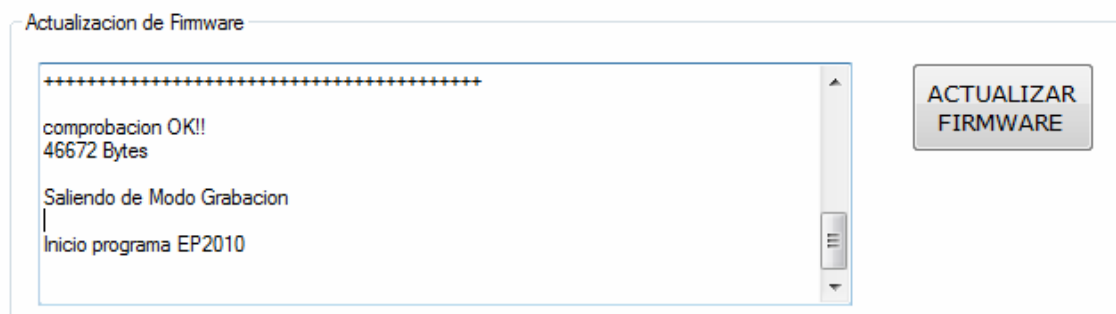 Actualizacion de Firmware
+++++++++++++++++++++++++++++++++++++++++
comprobacion OK!!
46672 Bytes
Saliendo de Modo Grabacion
Inicio programa EP2010
ACTUALIZAR
FIRMWARE